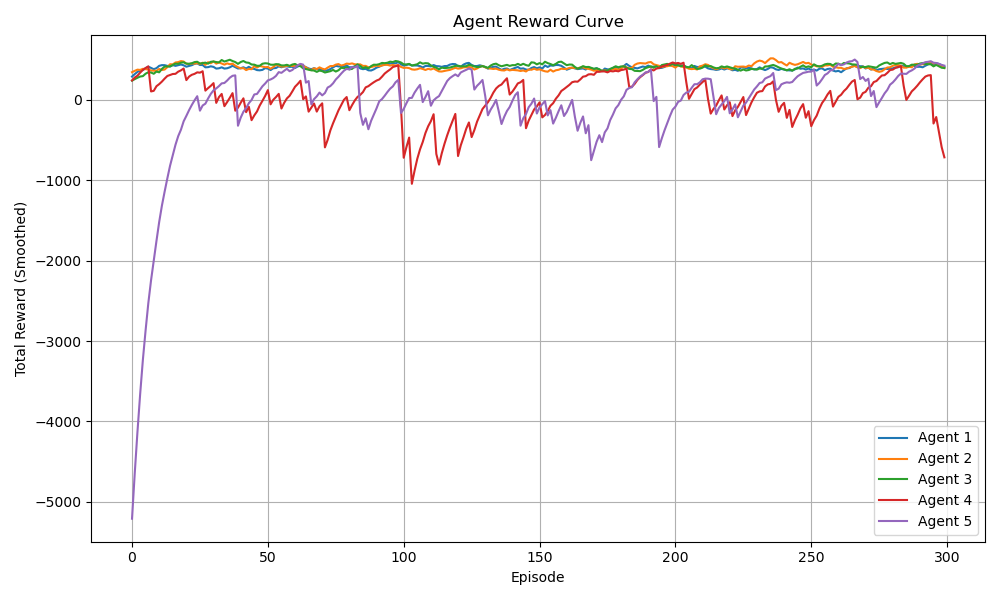 Agent Reward Curve
Total Reward (Smoothed)
0
−1000
−2000
−3000
−4000
−5000
0 50 100 150 200 250 300
Episode
Agent 1
Agent 2
Agent 3
Agent 4
Agent 5